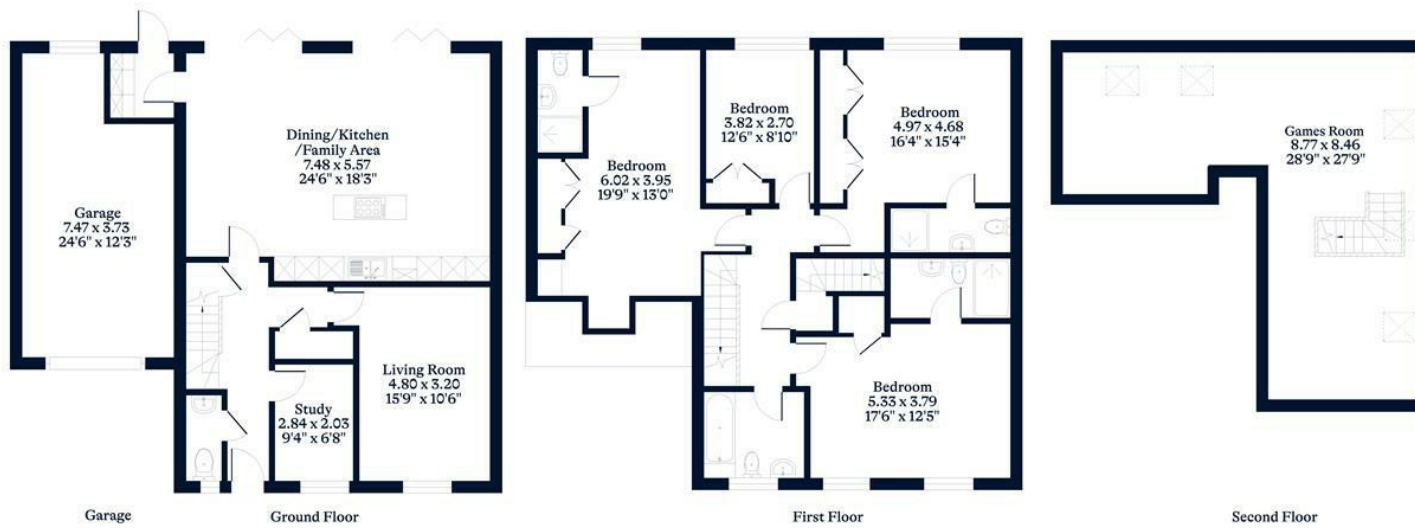 Garage
7.47 x 3.73
24'6" x 12'3"
Dining/Kitchen
/Family Area
7.48 x 5.57
24'6" x 18'3"
Study
2.84 x 2.03
9'4" x 6'8"
Living Room
4.80 x 3.20
15'9" x 10'6"
Bedroom
6.02 x 3.95
19'9" x 13'0"
Bedroom
3.82 x 2.70
12'6" x 8'10"
Bedroom
4.97 x 4.68
16'4" x 15'4"
Bedroom
5.33 x 3.79
17'6" x 12'5"
Games Room
8.77 x 8.46
28'9" x 27'9"
Garage
Ground Floor
First Floor
Second Floor